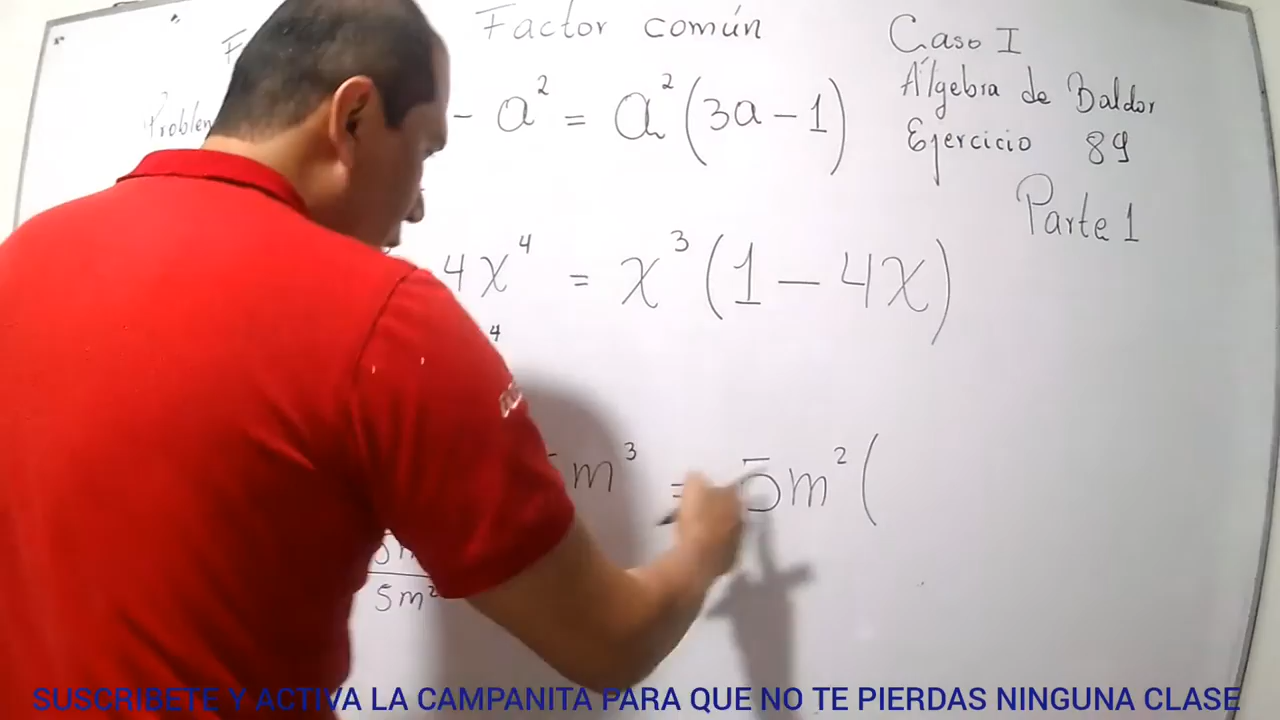 Factor común
Caso I
Álgebra de Baldor
Ejercicio 89
Parte 1
- a² = a²(3a - 1)
4x⁴ = x³(1 - 4x)
4
m³ = 5m²(
5m²
SUSCRIBETE Y ACTIVA LA CAMPANITA PARA QUE NO TE PIERDAS NINGUNA CLASE